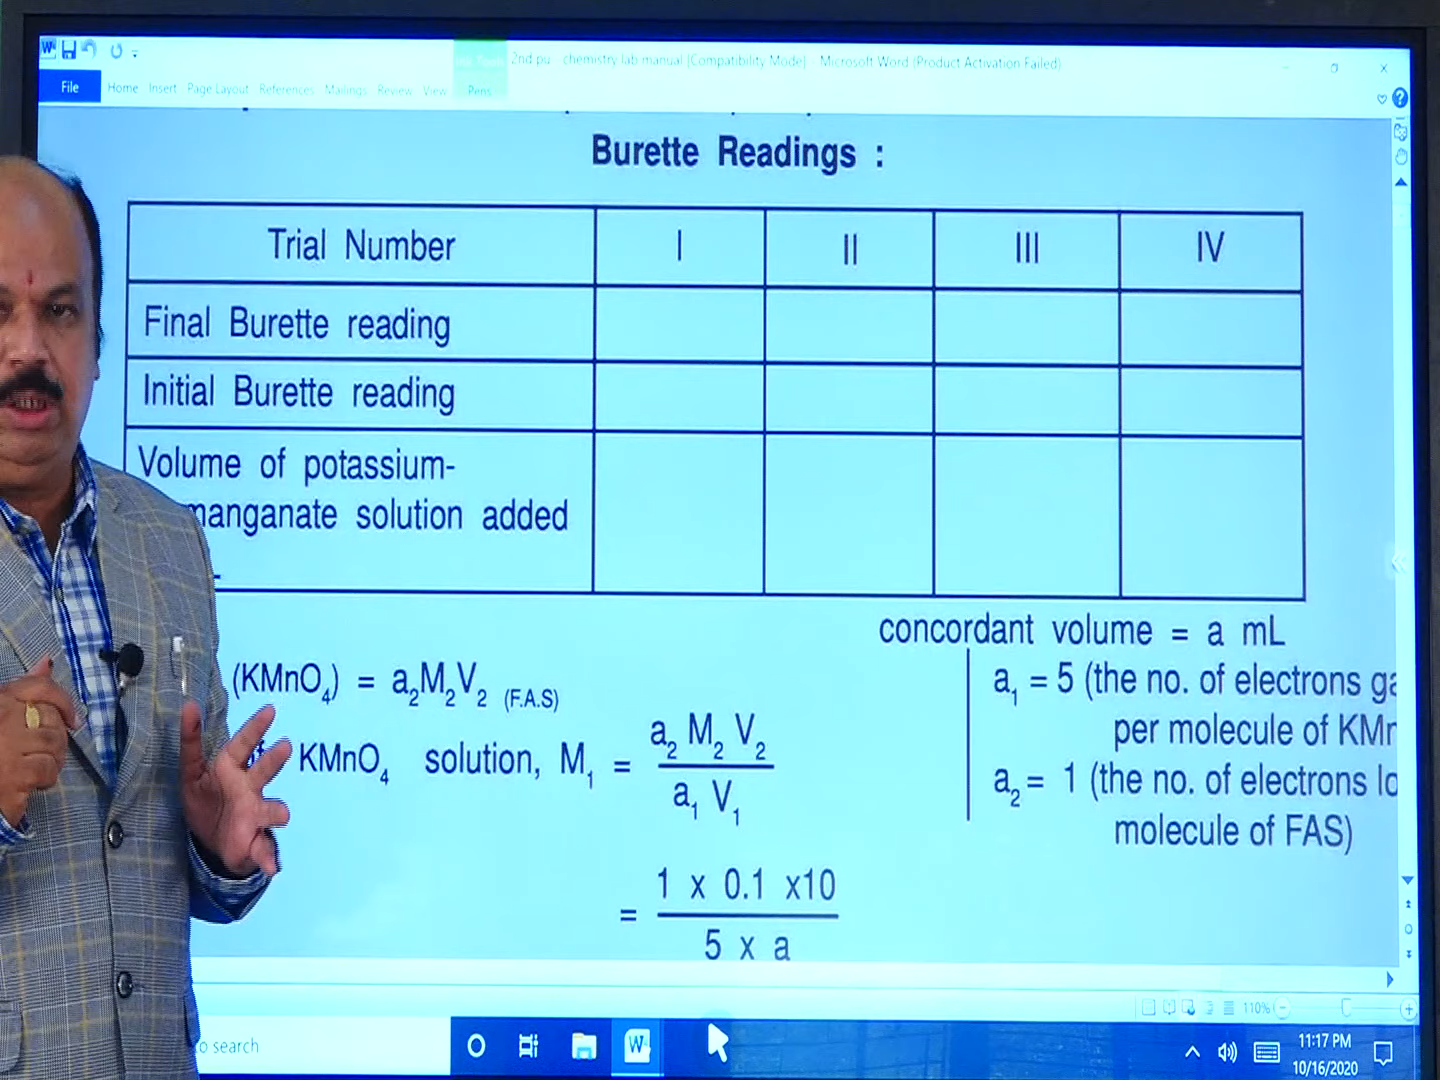 2nd pu - chemistry lab manual [Compatibility Mode] - Microsoft Word (Product Activation Failed)
File Home Insert Page Layout References Mailings Review View Pens
Burette Readings :
Trial Number I II III IV
Final Burette reading
Initial Burette reading
Volume of potassium-
manganate solution added
concordant volume = a mL
(KMnO₄) = a₂M₂V₂ (F.A.S)
a₁ = 5 (the no. of electrons ga
per molecule of KMn
KMnO₄ solution, M₁ = a₂ M₂ V₂
a₁ V₁
a₂ = 1 (the no. of electrons lo
molecule of FAS)
= 1 x 0.1 x10
5 x a
110%
o search
11:17 PM
10/16/2020